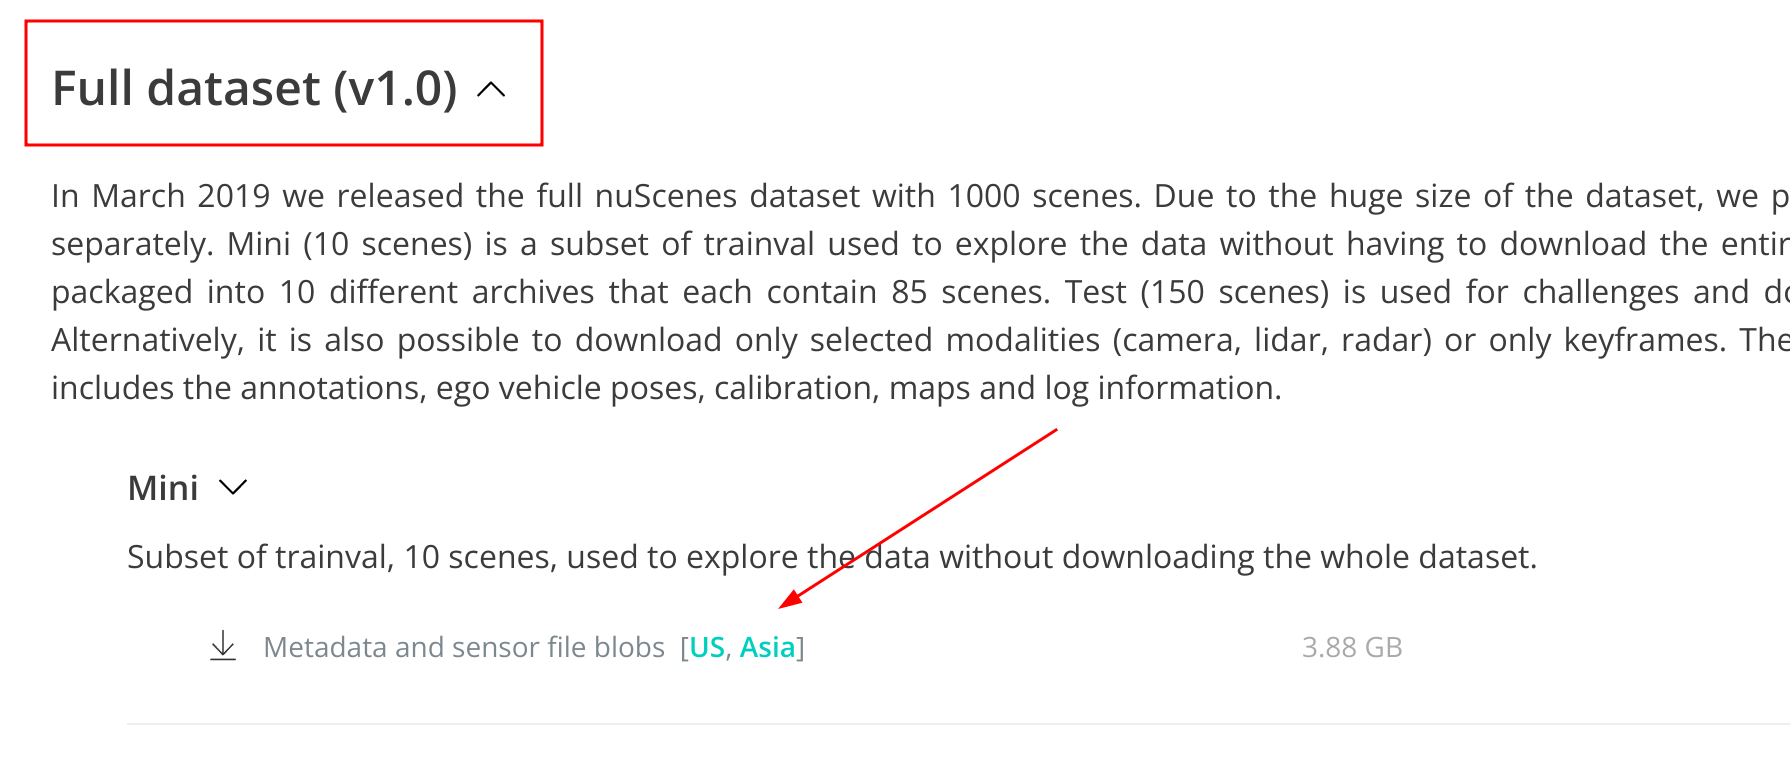 Full dataset (v1.0)
In March 2019 we released the full nuScenes dataset with 1000 scenes. Due to the huge size of the dataset, we
separately. Mini (10 scenes) is a subset of trainval used to explore the data without having to download the
packaged into 10 different archives that each contain 85 scenes. Test (150 scenes) is used for challenges and
Alternatively, it is also possible to download only selected modalities (camera, lidar, radar) or only keyframes. The
includes the annotations, ego vehicle poses, calibration, maps and log information.
Mini
Subset of trainval, 10 scenes, used to explore the data without downloading the whole dataset.
Metadata and sensor file blobs [US, Asia] 3.88 GB